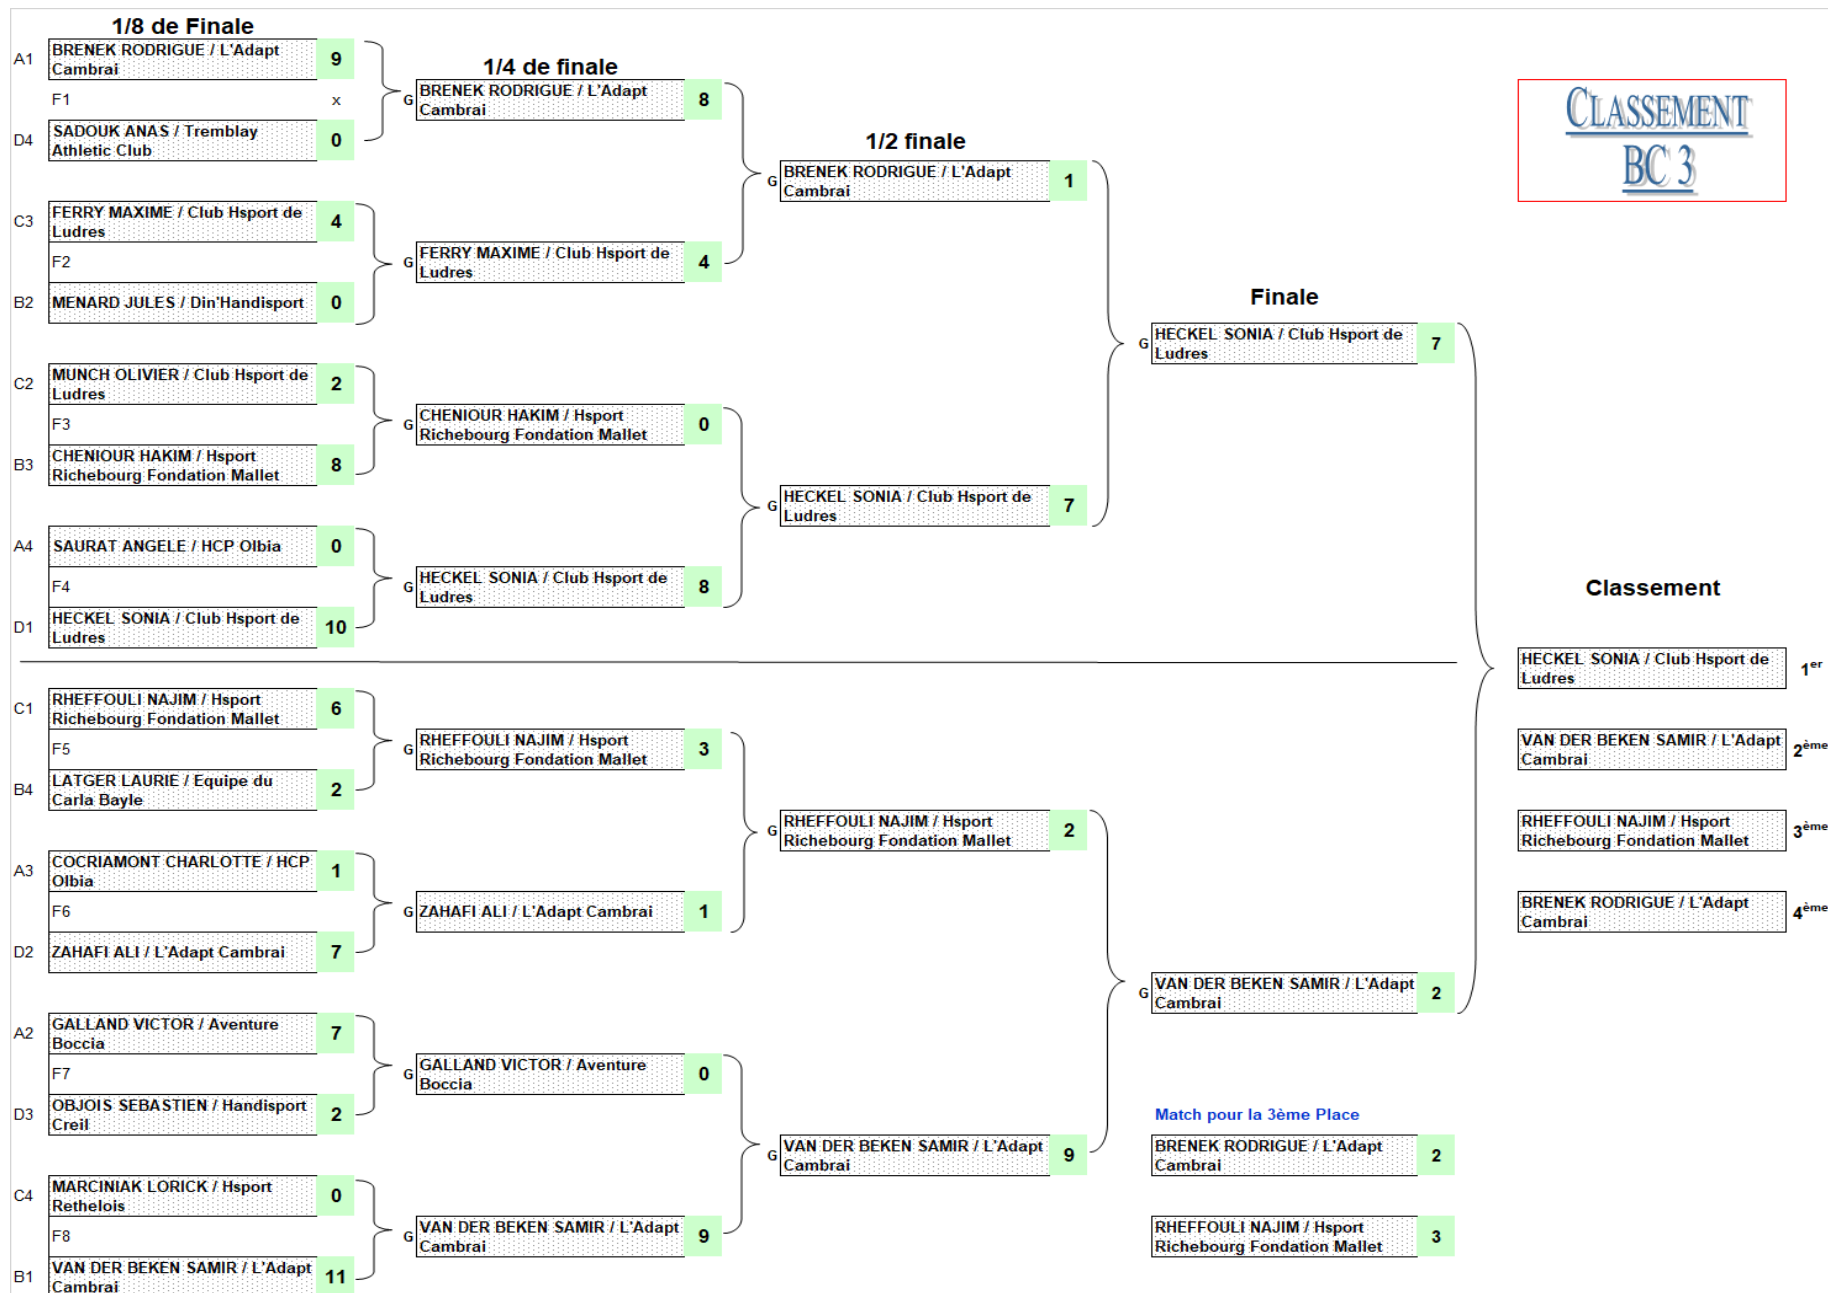 1/8 de Finale
A1
BRENEK RODRIGUE / L'Adapt
Cambrai
9
F1
x
D4
SADOUK ANAS / Tremblay
Athletic Club
0
C3
FERRY MAXIME / Club Hsport de
Ludres
4
F2
B2
MENARD JULES / Din'Handisport
0
C2
MUNCH OLIVIER / Club Hsport de
Ludres
2
F3
B3
CHENIOUR HAKIM / Hsport
Richebourg Fondation Mallet
8
A4
SAURAT ANGELE / HCP Olbia
0
F4
D1
HECKEL SONIA / Club Hsport de
Ludres
10
C1
RHEFFOULI NAJIM / Hsport
Richebourg Fondation Mallet
6
F5
B4
LATGER LAURIE / Equipe du
Carla Bayle
2
A3
COCRIAMONT CHARLOTTE / HCP
Olbia
1
F6
D2
ZAHAFI ALI / L'Adapt Cambrai
7
A2
GALLAND VICTOR / Aventure
Boccia
7
F7
D3
OBJOIS SEBASTIEN / Handisport
Creil
2
C4
MARCINIAK LORICK / Hsport
Rethelois
0
F8
B1
VAN DER BEKEN SAMIR / L'Adapt
Cambrai
11
1/4 de finale
G
BRENEK RODRIGUE / L'Adapt
Cambrai
8
G
FERRY MAXIME / Club Hsport de
Ludres
4
G
CHENIOUR HAKIM / Hsport
Richebourg Fondation Mallet
0
G
HECKEL SONIA / Club Hsport de
Ludres
8
G
RHEFFOULI NAJIM / Hsport
Richebourg Fondation Mallet
3
G
ZAHAFI ALI / L'Adapt Cambrai
1
G
GALLAND VICTOR / Aventure
Boccia
0
G
VAN DER BEKEN SAMIR / L'Adapt
Cambrai
9
1/2 finale
G
BRENEK RODRIGUE / L'Adapt
Cambrai
1
G
HECKEL SONIA / Club Hsport de
Ludres
7
G
RHEFFOULI NAJIM / Hsport
Richebourg Fondation Mallet
2
G
VAN DER BEKEN SAMIR / L'Adapt
Cambrai
9
Finale
G
HECKEL SONIA / Club Hsport de
Ludres
7
G
VAN DER BEKEN SAMIR / L'Adapt
Cambrai
2
Match pour la 3ème Place
BRENEK RODRIGUE / L'Adapt
Cambrai
2
RHEFFOULI NAJIM / Hsport
Richebourg Fondation Mallet
3
CLASSEMENT
BC 3
Classement
HECKEL SONIA / Club Hsport de
Ludres
1er
VAN DER BEKEN SAMIR / L'Adapt
Cambrai
2ème
RHEFFOULI NAJIM / Hsport
Richebourg Fondation Mallet
3ème
BRENEK RODRIGUE / L'Adapt
Cambrai
4ème